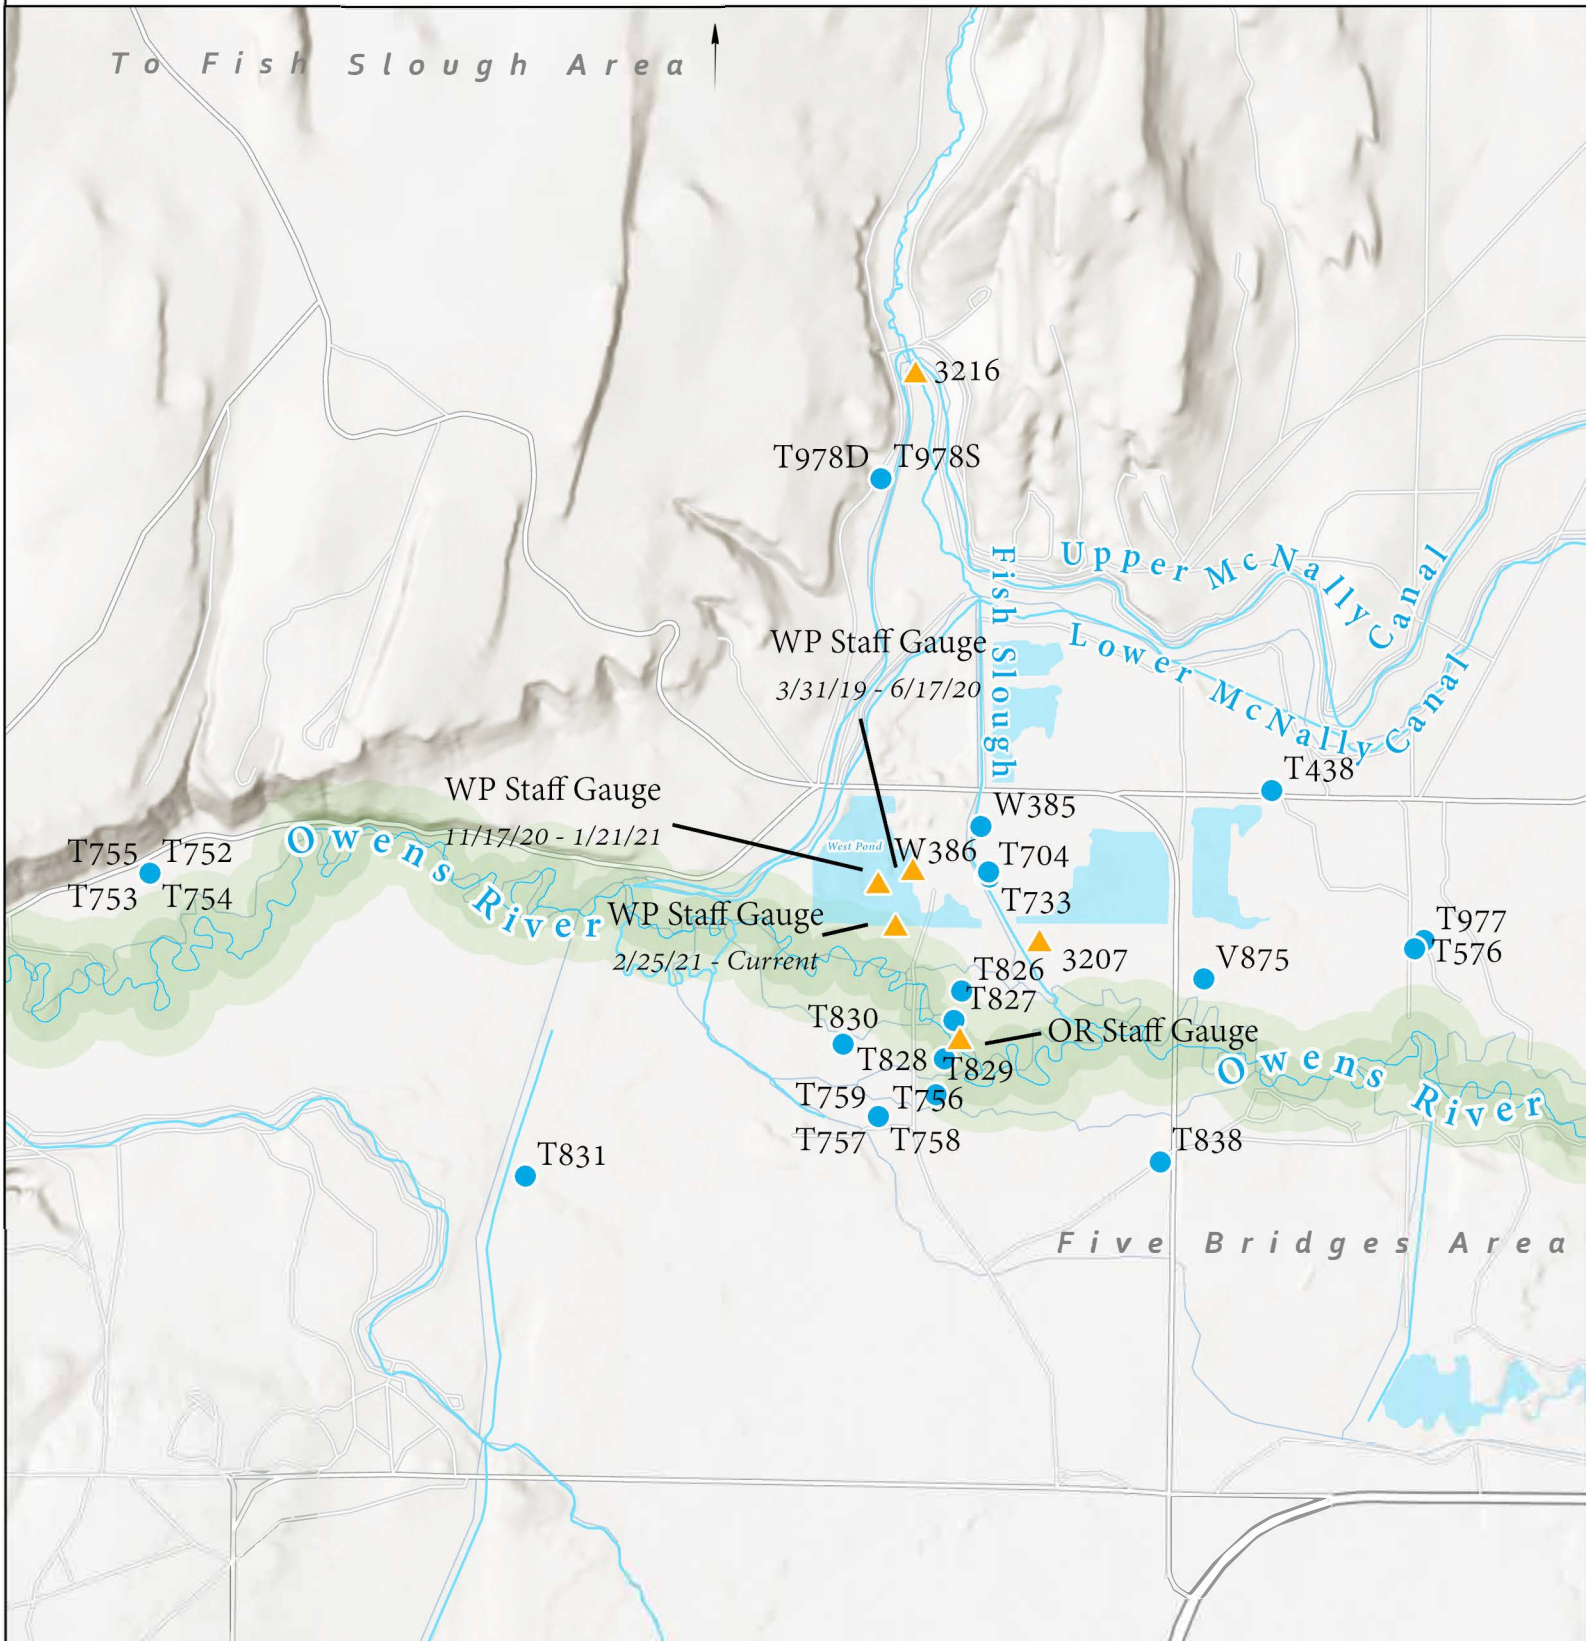 To Fish Slough Area
3216
T978D T978S
Upper McNally Canal
Fish Slough
Lower McNally Canal
WP Staff Gauge
3/31/19 - 6/17/20
T438
WP Staff Gauge
11/17/20 - 1/21/21
W385
West Pond
W386
T704
T755 T752
T753 T754
Owens River
T733
WP Staff Gauge
2/25/21 - Current
T977
T576
3207
V875
T826
T827
T830
OR Staff Gauge
T828
T829
Owens River
T759 T756
T757 T758
T838
T831
Five Bridges Area